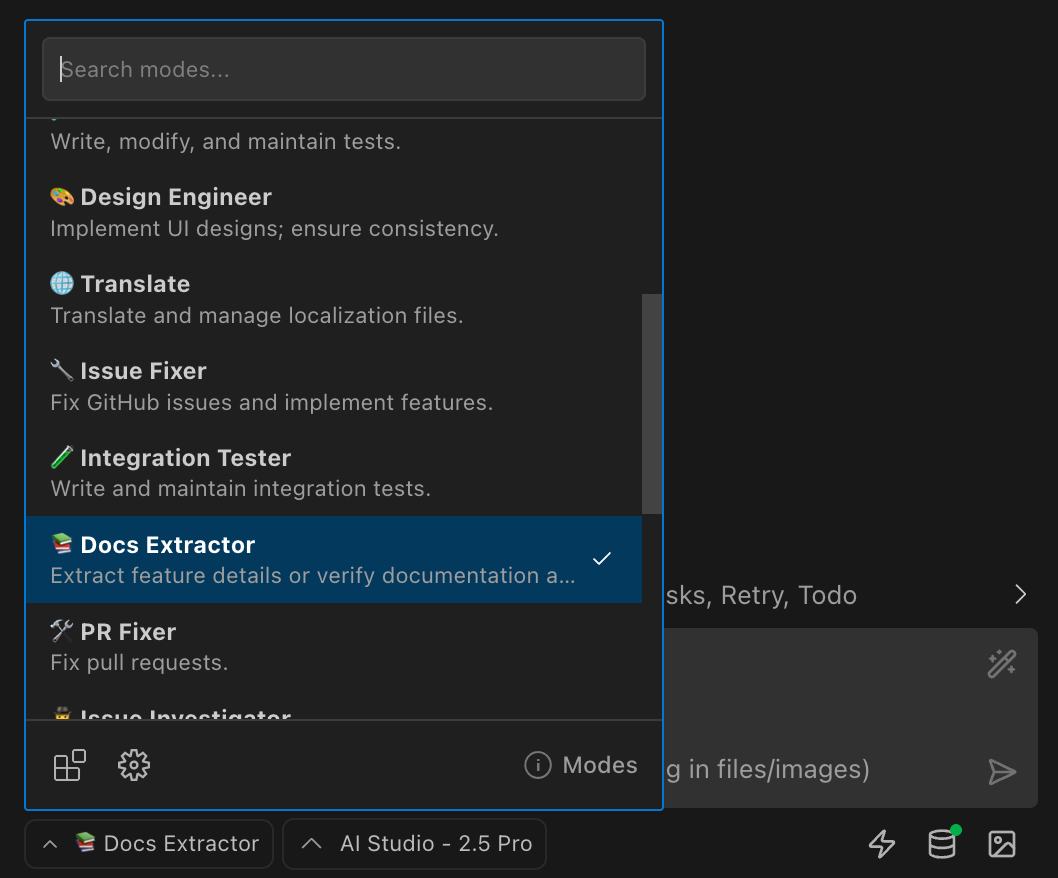 Search modes...
Write, modify, and maintain tests.
Design Engineer
Implement UI designs; ensure consistency.
Translate
Translate and manage localization files.
Issue Fixer
Fix GitHub issues and implement features.
Integration Tester
Write and maintain integration tests.
Docs Extractor
Extract feature details or verify documentation a...
sks, Retry, Todo
PR Fixer
Fix pull requests.
Issue Investigator
Modes
g in files/images)
Docs Extractor
AI Studio - 2.5 Pro